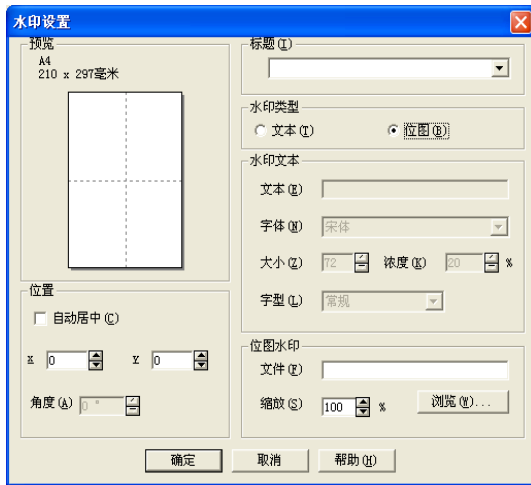 水印设置
预览
A4
210 x 297毫米
位置
自动居中(C)
X 0 Y 0
角度(A) 0 °
标题(I)
水印类型
文本(T) 位图(B)
水印文本
文本(E)
字体(N) 宋体
大小(Z) 72 浓度(K) 20 %
字型(L) 常规
位图水印
文件(F)
缩放(S) 100 % 浏览(W)...
确定 取消 帮助(H)